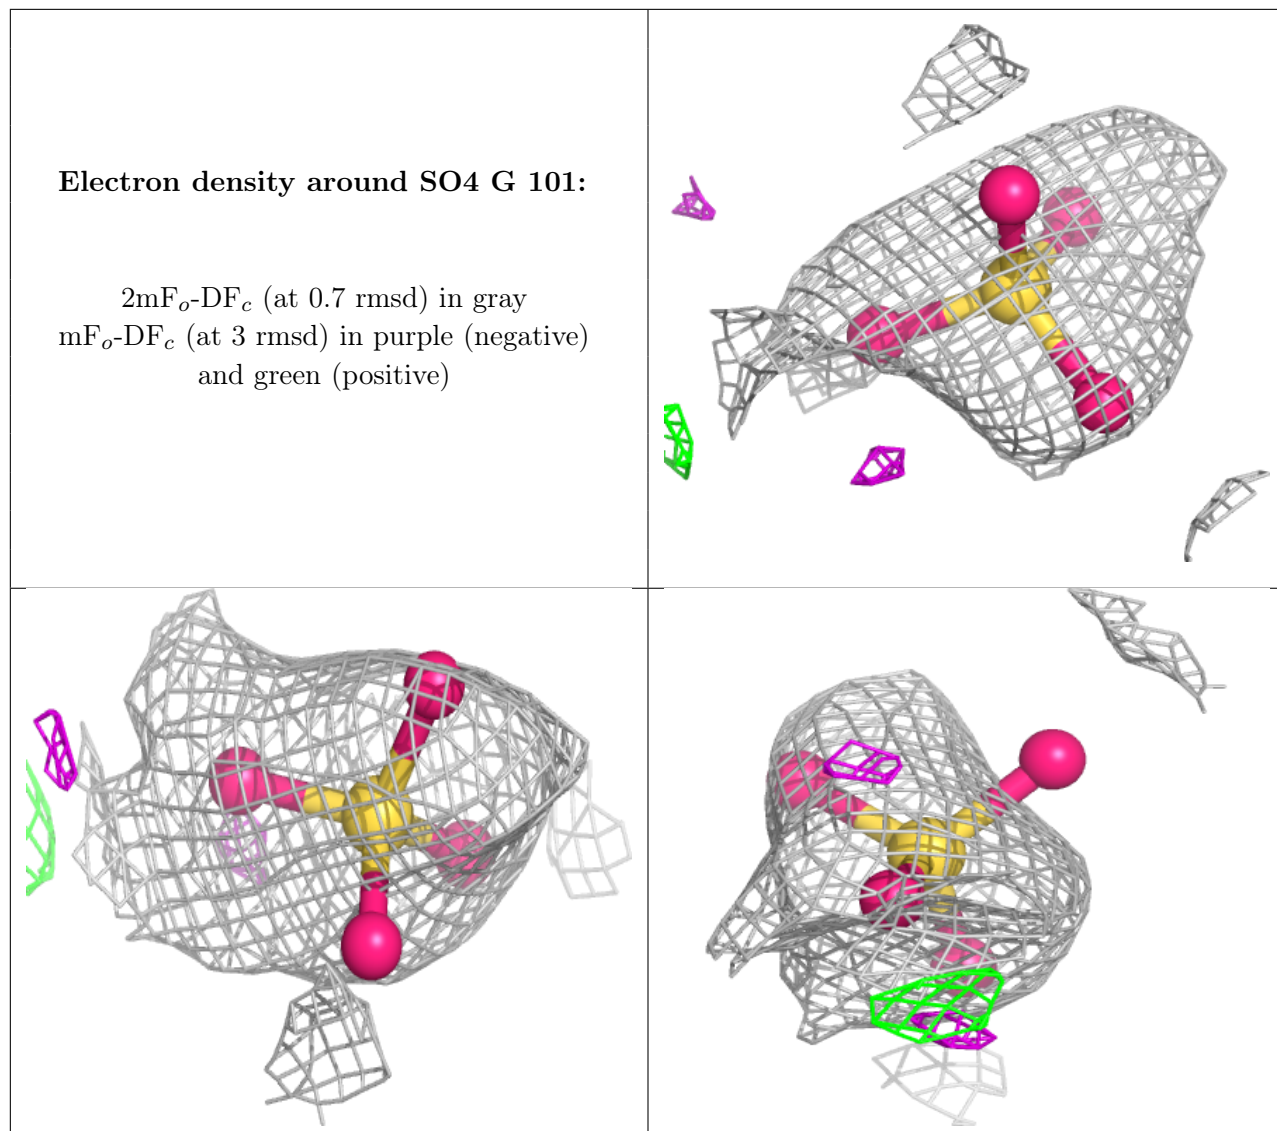 Electron density around SO4 G 101:
2mFo-DFc (at 0.7 rmsd) in gray
mFo-DFc (at 3 rmsd) in purple (negative)
and green (positive)